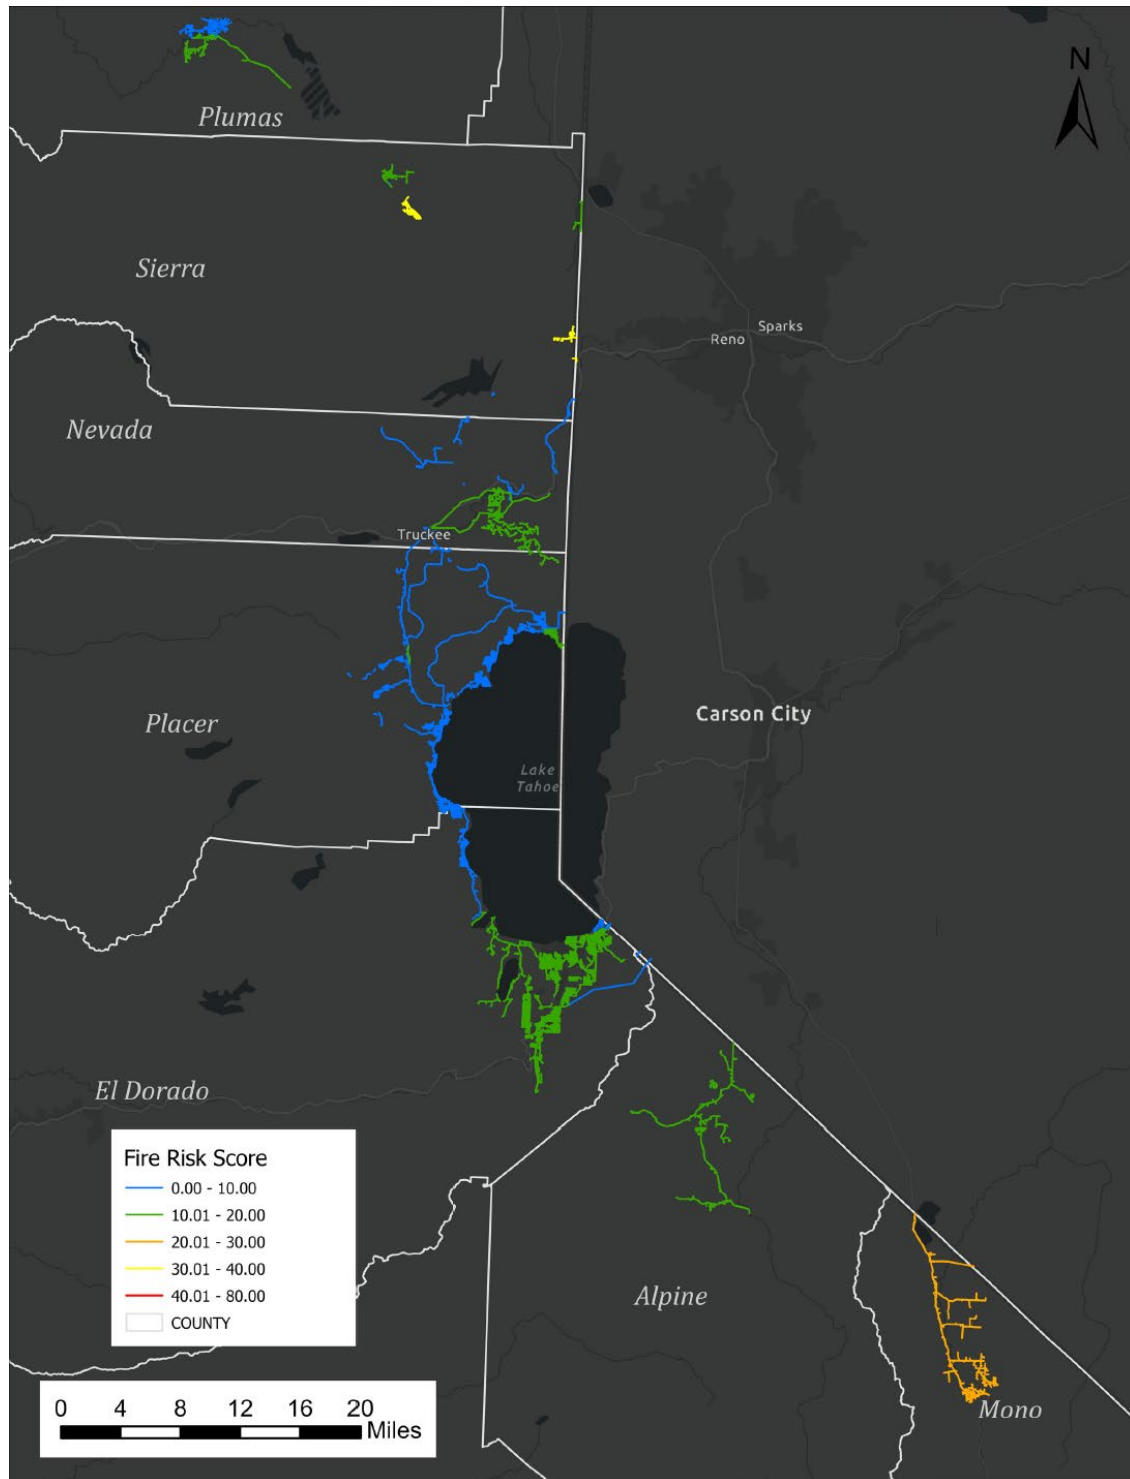 N
Plumas
Sierra
Sparks
Reno
Nevada
Truckee
Carson City
Placer
Lake
Tahoe
El Dorado
Fire Risk Score
0.00 - 10.00
10.01 - 20.00
20.01 - 30.00
30.01 - 40.00
40.01 - 80.00
COUNTY
Alpine
Mono
0 4 8 12 16 20
Miles